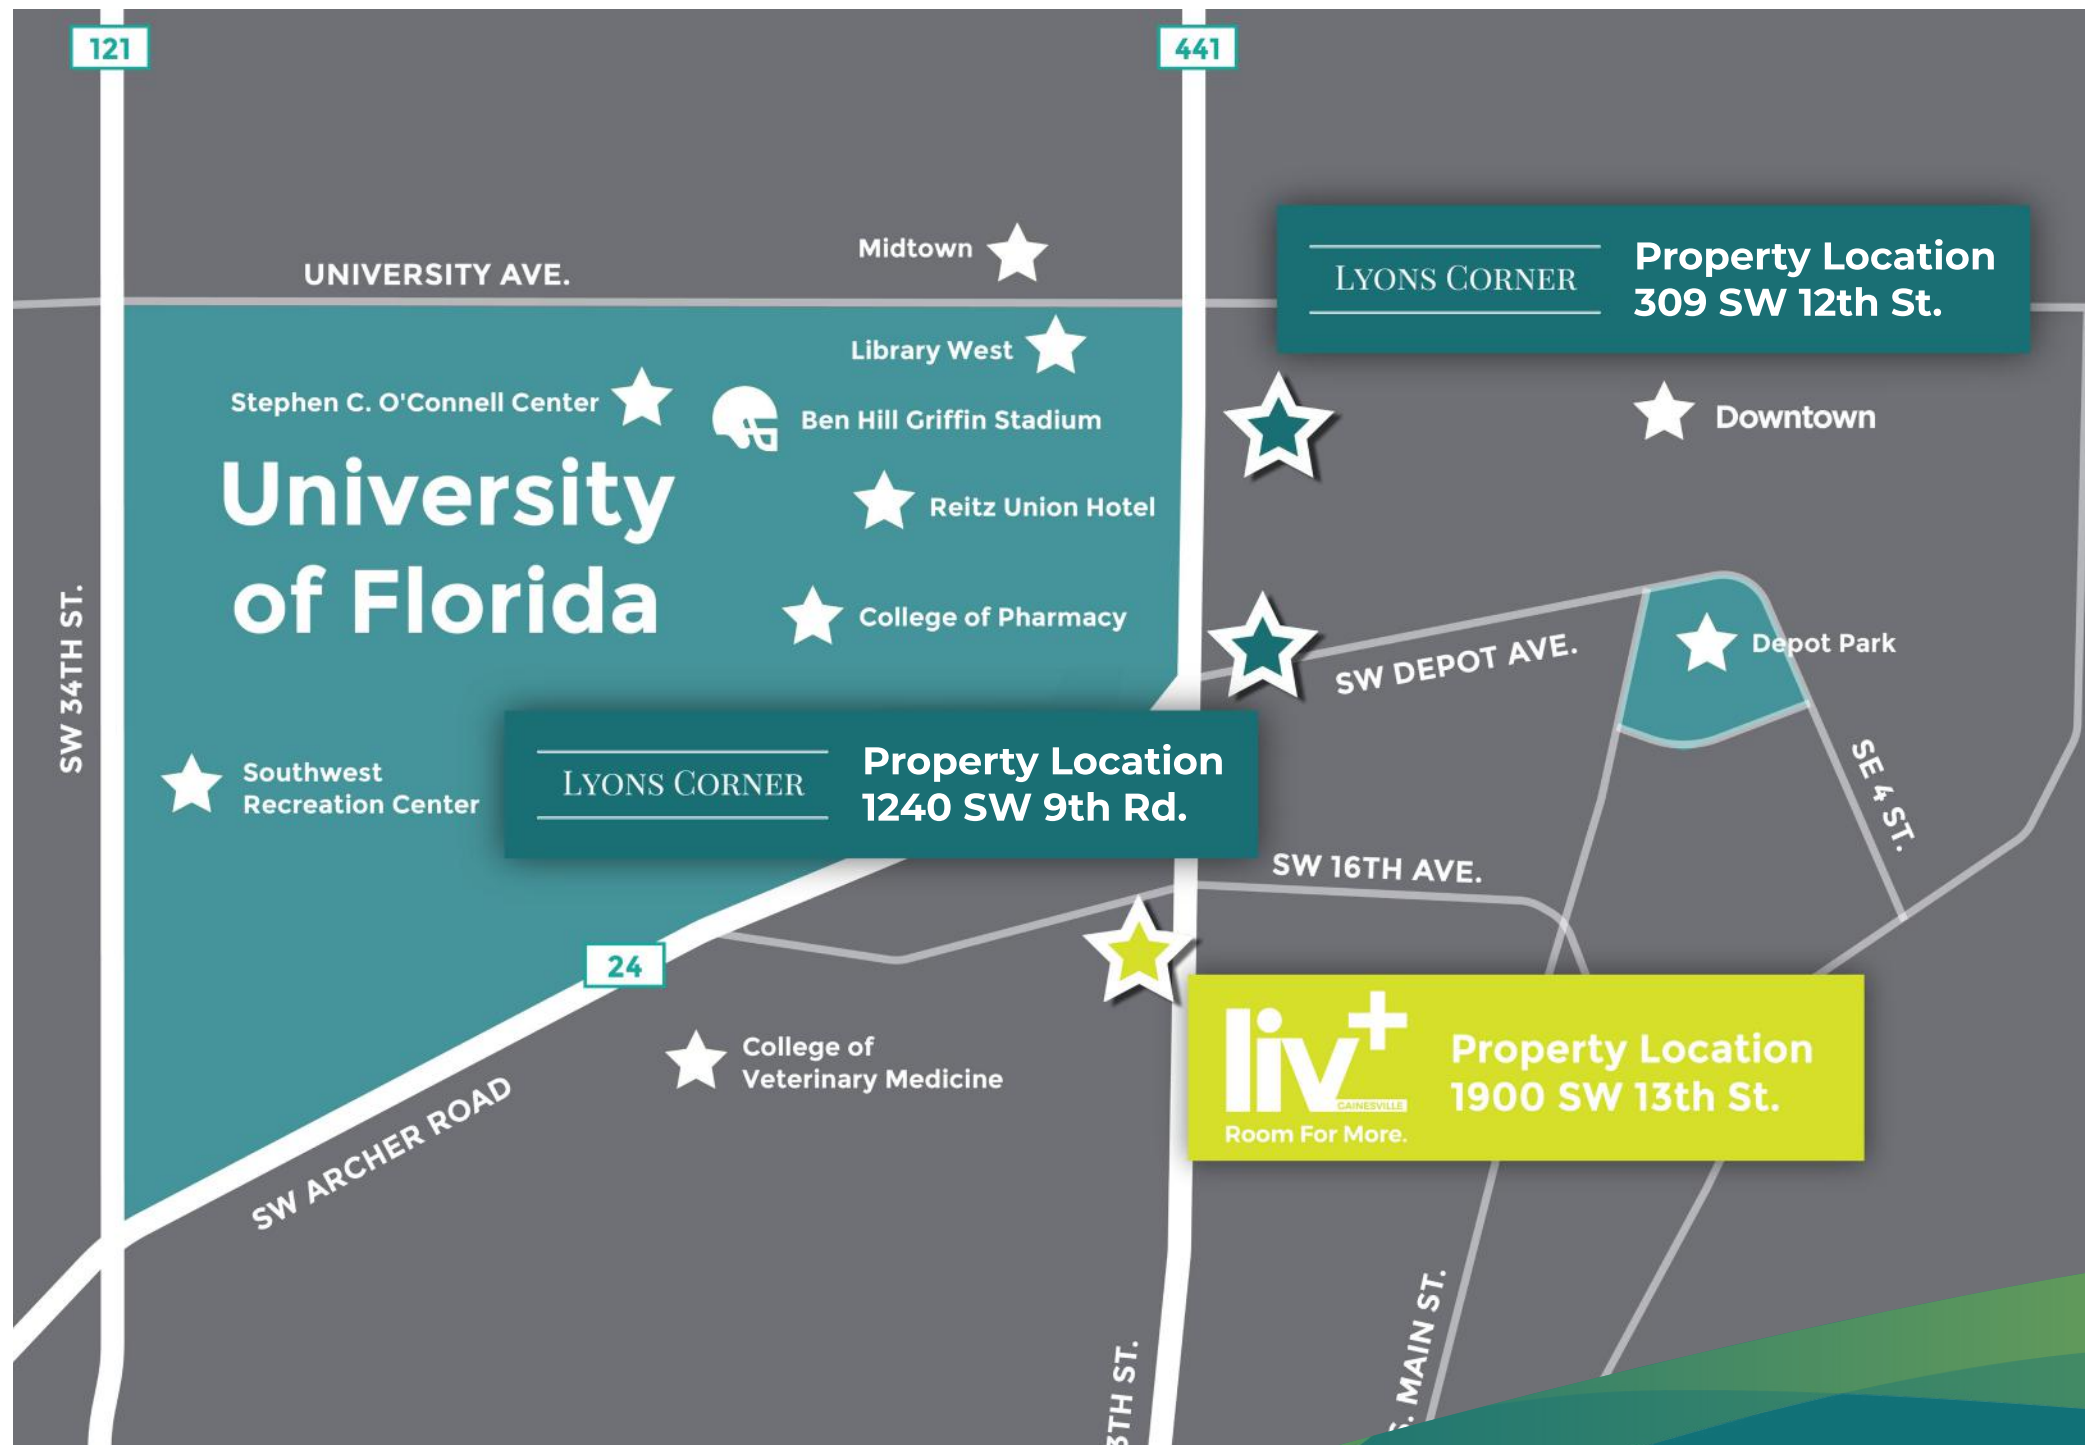 121
441
Midtown
UNIVERSITY AVE.
LYONS CORNER
Property Location
309 SW 12th St.
Library West
Stephen C. O'Connell Center
Ben Hill Griffin Stadium
Downtown
University
of Florida
Reitz Union Hotel
College of Pharmacy
SW 34TH ST.
SW DEPOT AVE.
Depot Park
Southwest
Recreation Center
LYONS CORNER
Property Location
1240 SW 9th Rd.
SE 4 ST.
SW 16TH AVE.
24
College of
Veterinary Medicine
liv+
GAINESVILLE
Room For More.
Property Location
1900 SW 13th St.
SW ARCHER ROAD
3TH ST.
S. MAIN ST.